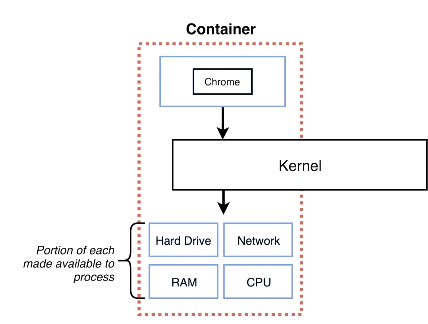 Container
Chrome
Kernel
Hard Drive
Network
Portion of each
made available to
process
RAM
CPU